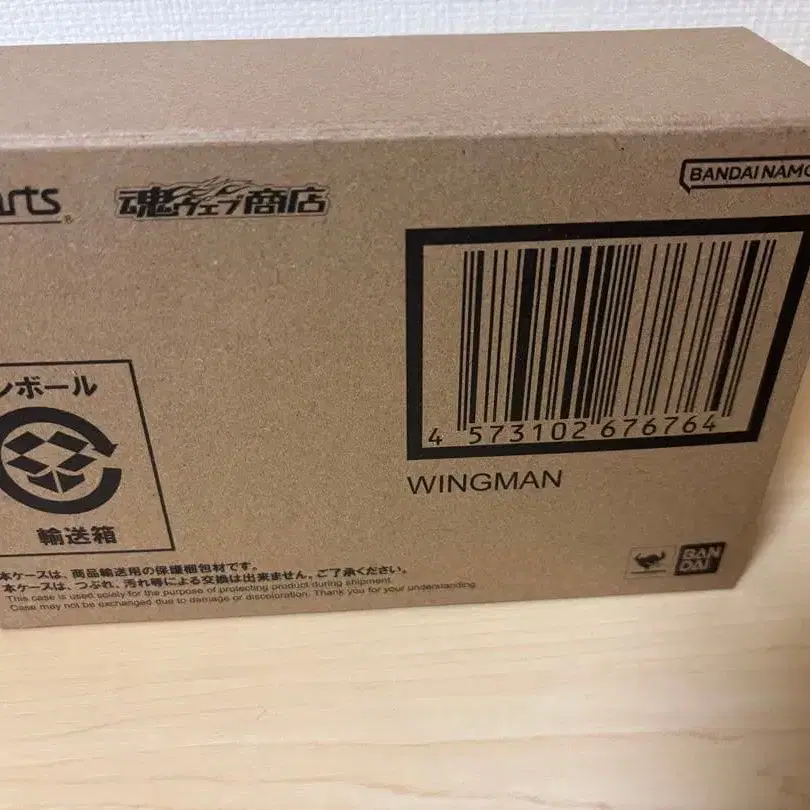 arts®
魂ウェブ商店
BANDAI NAMC
4 573102 676764
WINGMAN
ンボール
輸送箱
本ケースは、商品輸送用の保護梱包材です。
本ケースは、つぶれ、汚れ等による交換は出来ません。ご了承ください。
This case is used solely for the purpose of protecting product during shipment.
Case may not be exchanged due to damage or discoloration. Thank you for your understanding.
BAN
DAI